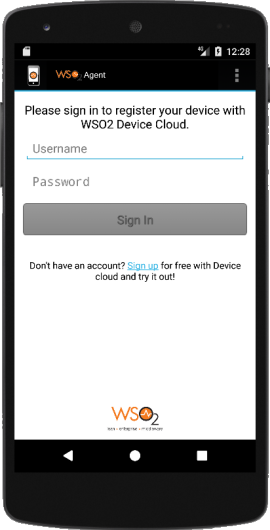 4G 12:28
WSO2 Agent
Please sign in to register your device with
WSO2 Device Cloud.
Username
Password
Sign In
Don't have an account? Sign up for free with Device
cloud and try it out!
WSO2